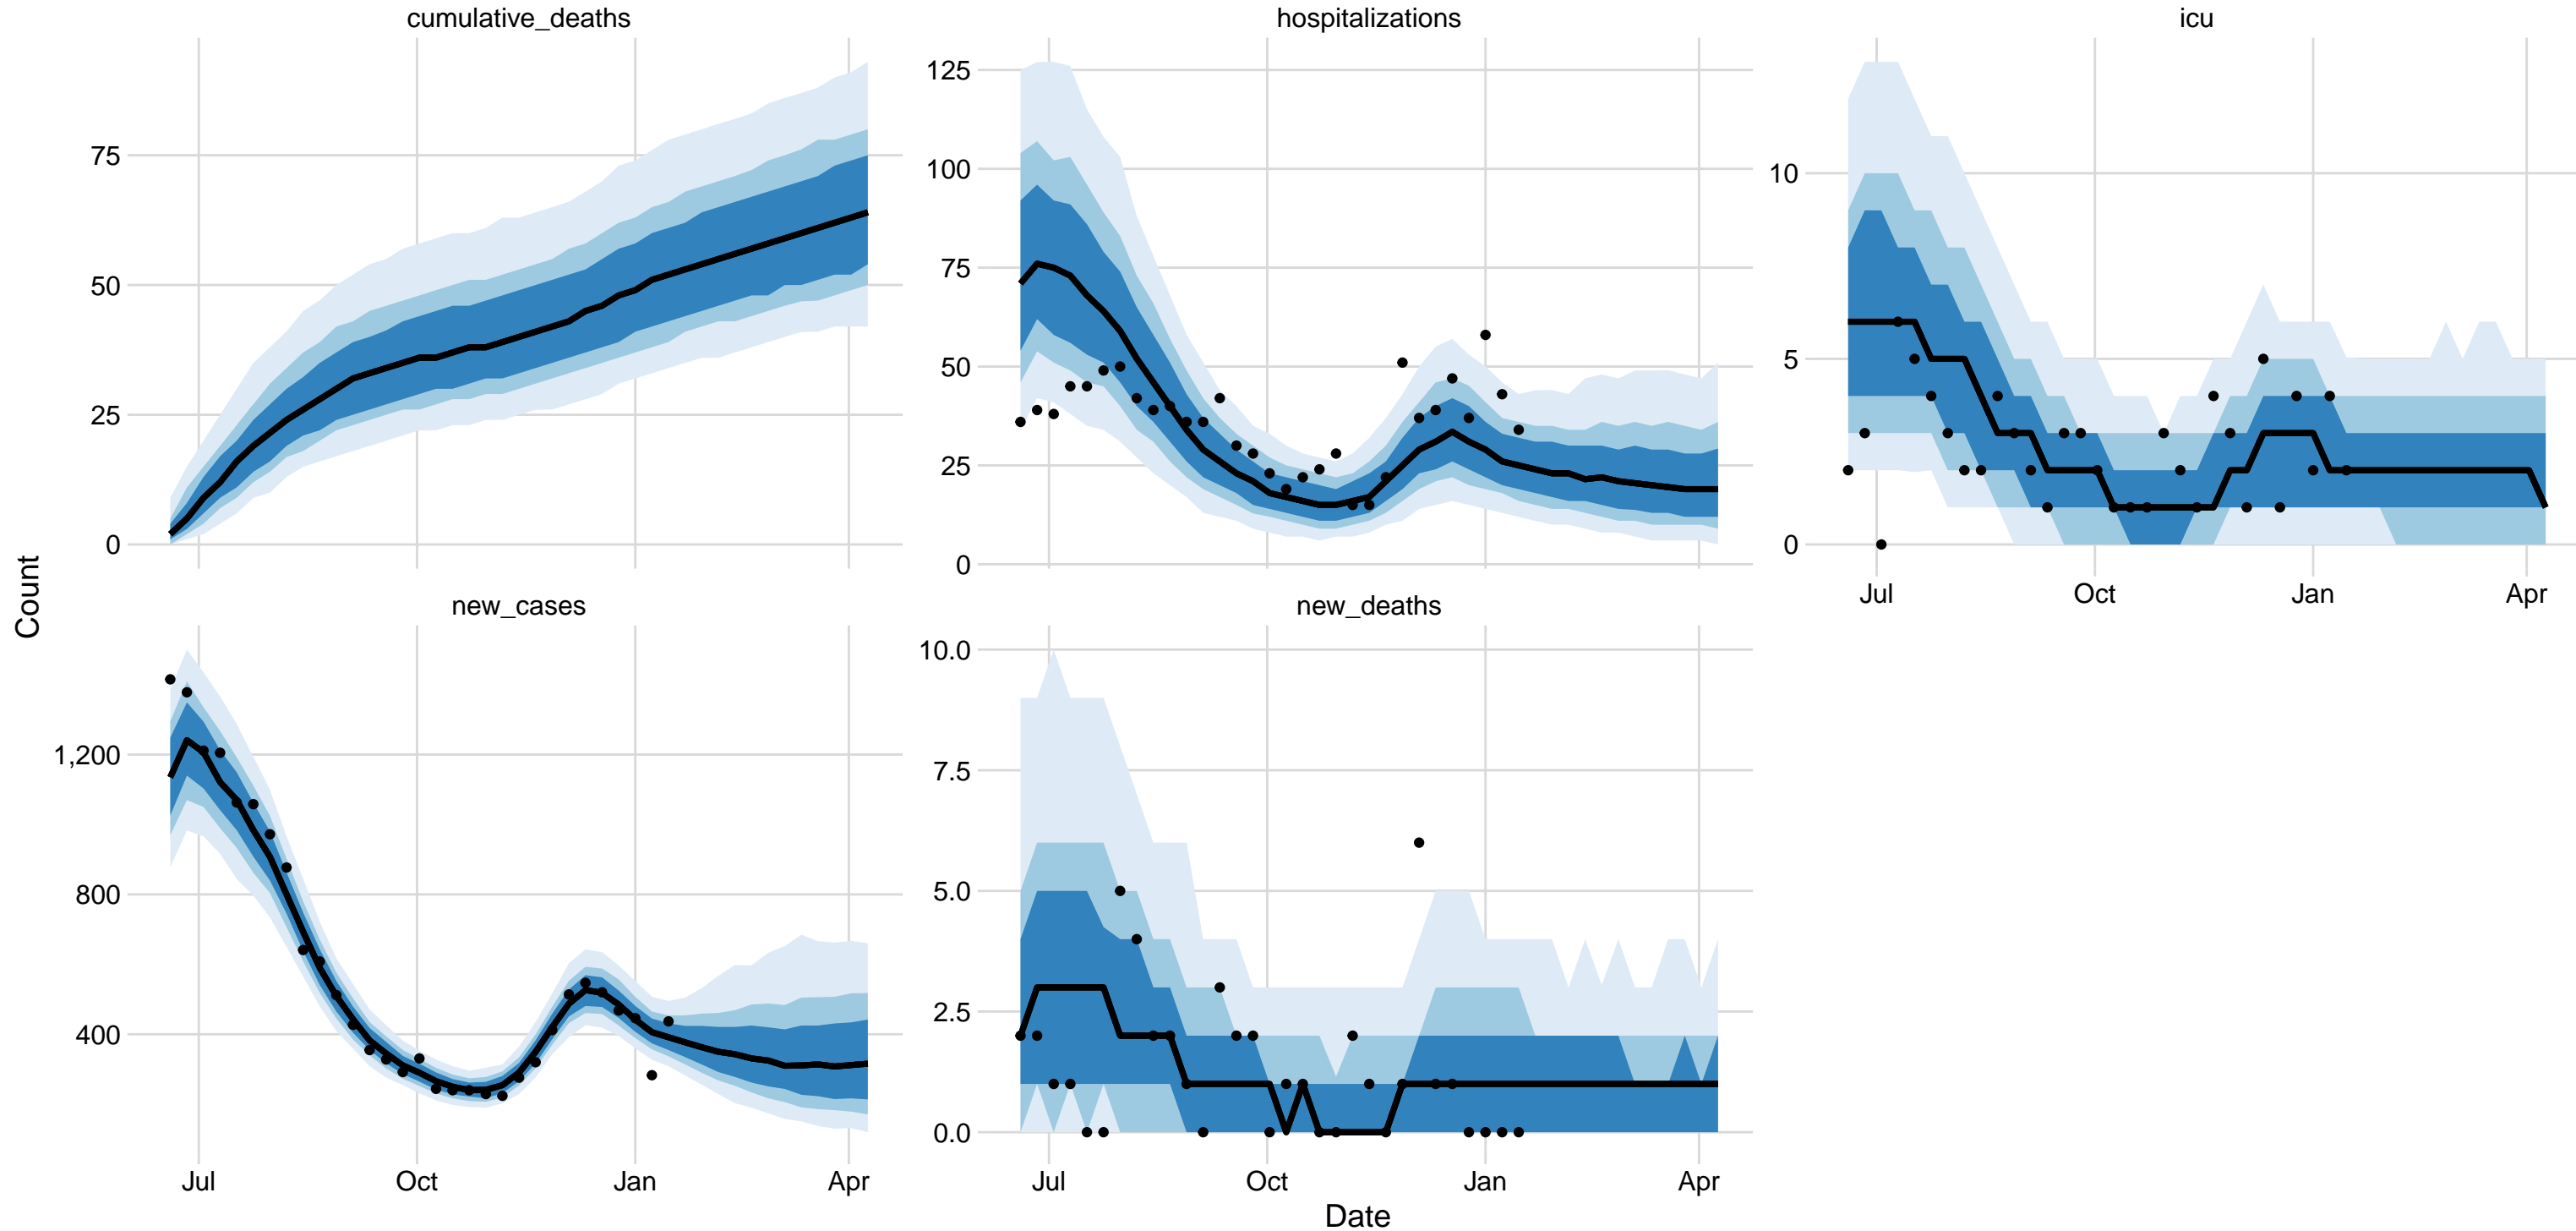 cumulative_deaths
hospitalizations
icu
75
50
25
0
125
100
75
50
25
0
10
5
0
Jul Oct Jan Apr
Count
new_cases
new_deaths
1,200
800
400
10.0
7.5
5.0
2.5
0.0
Jul Oct Jan Apr
Jul Oct Jan Apr
Date